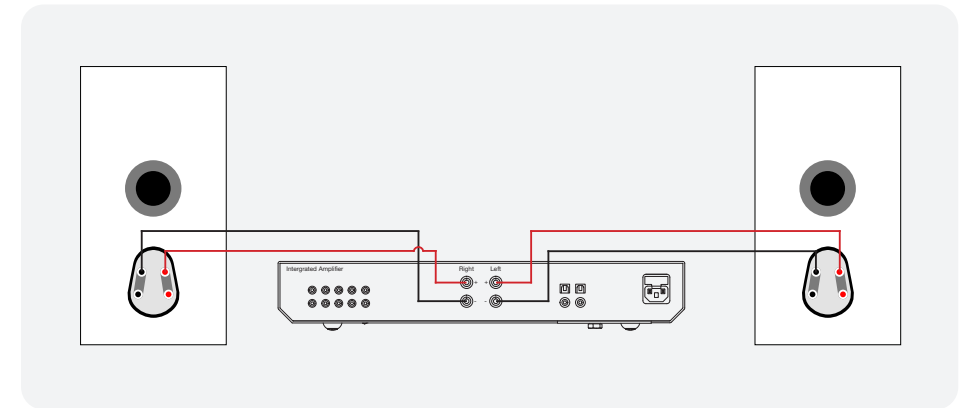 Intergrated Amplifier
Right Left
+ +
- -